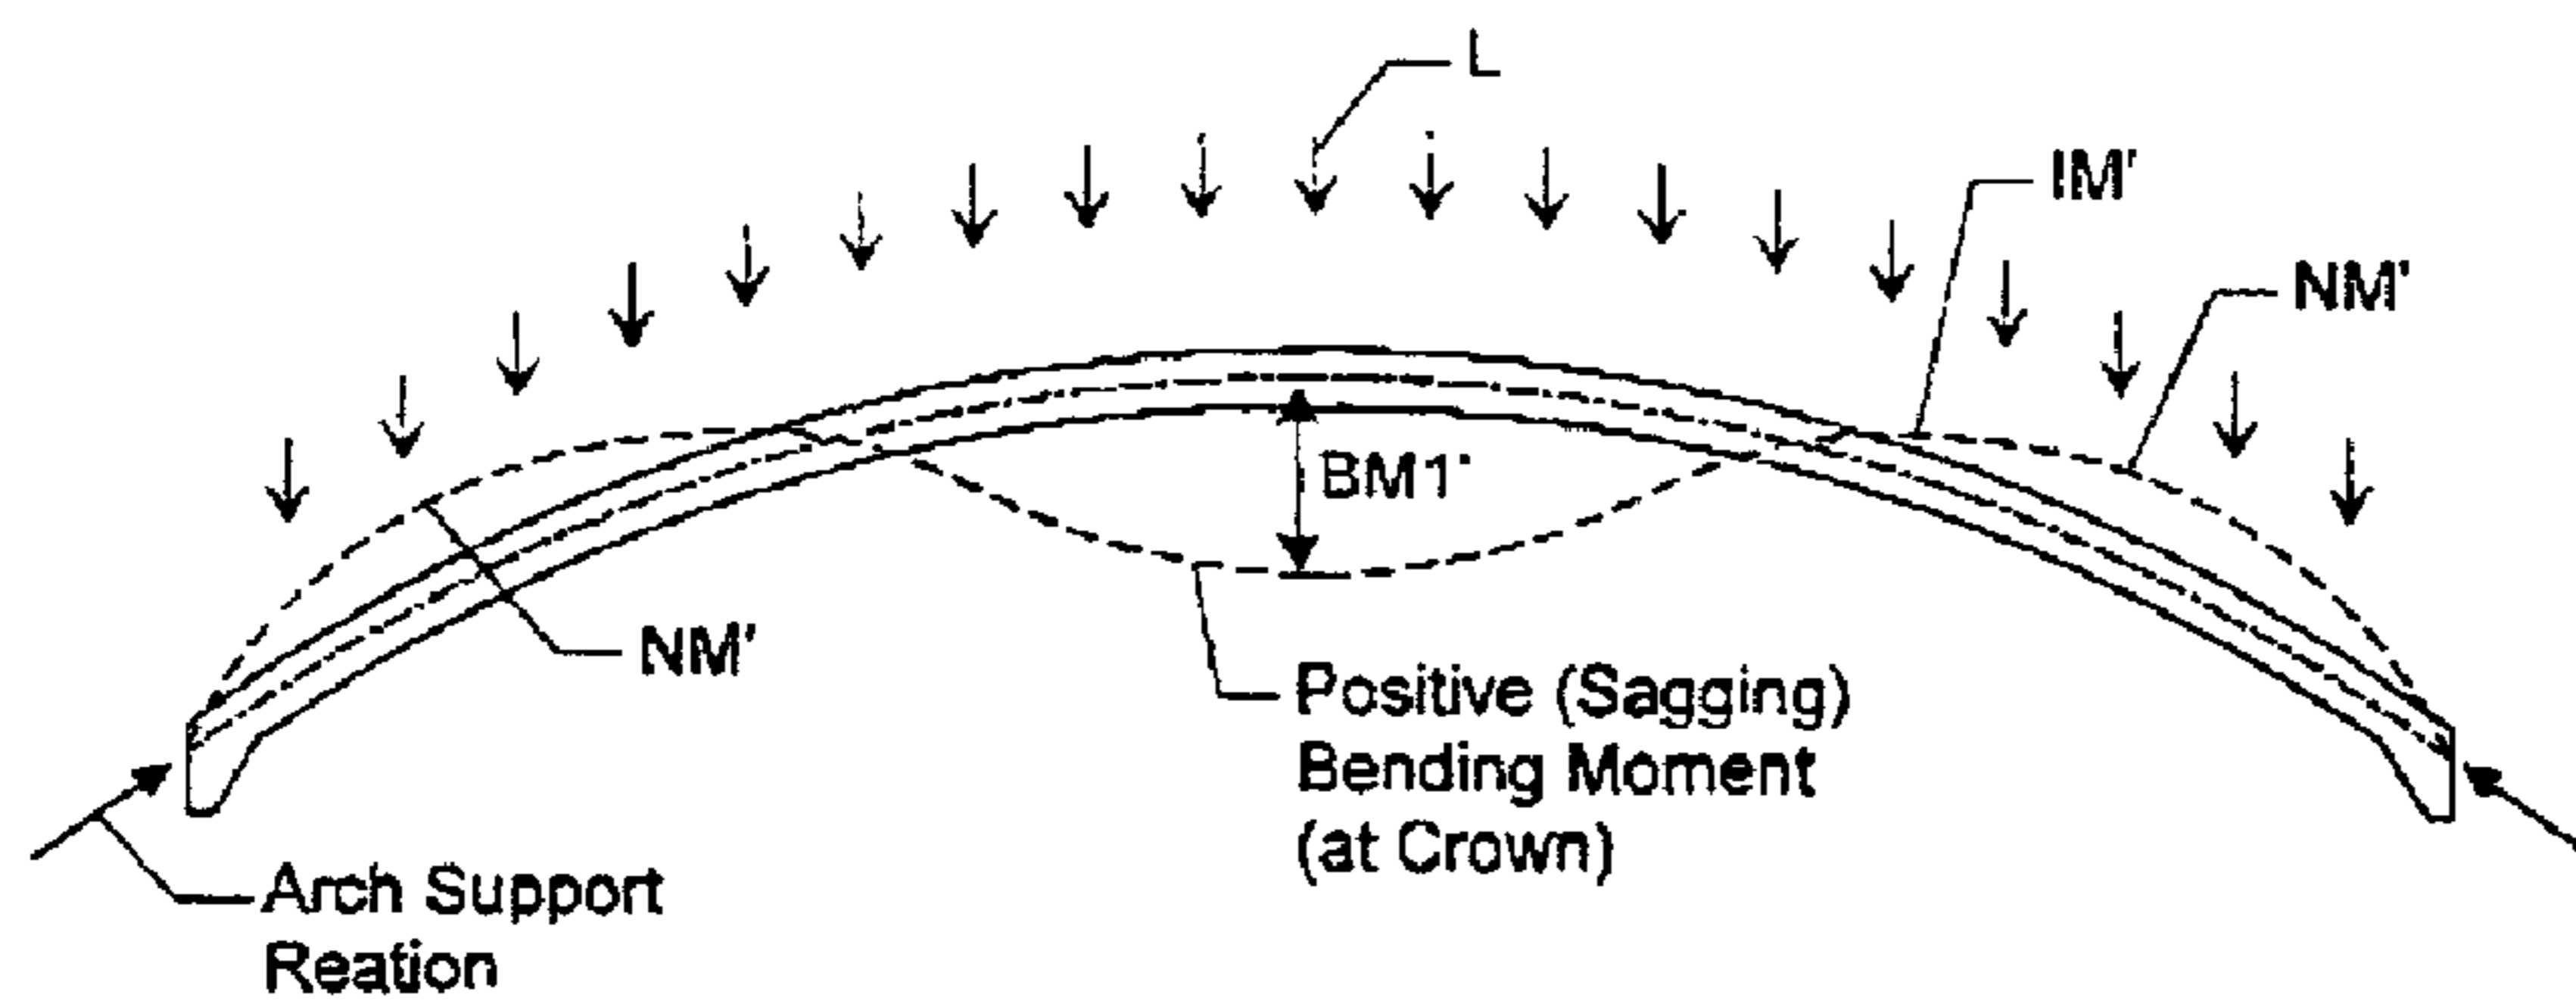 L
IM'
NM'
BM1'
NM'
Positive (Sagging)
Bending Moment
(at Crown)
Arch Support
Reation